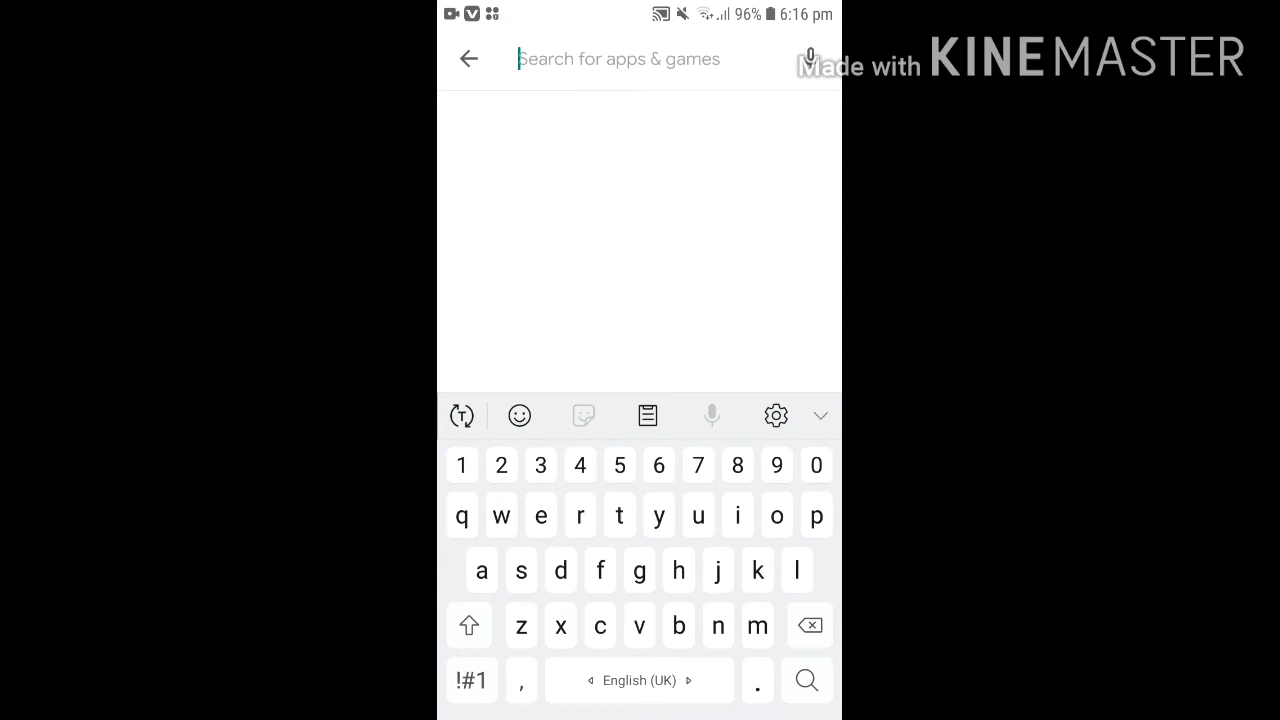 96% 6:16 pm
Search for apps & games
Made with KINEMASTER
1 2 3 4 5 6 7 8 9 0
q w e r t y u i o p
a s d f g h j k l
z x c v b n m
!#1 , English (UK) .